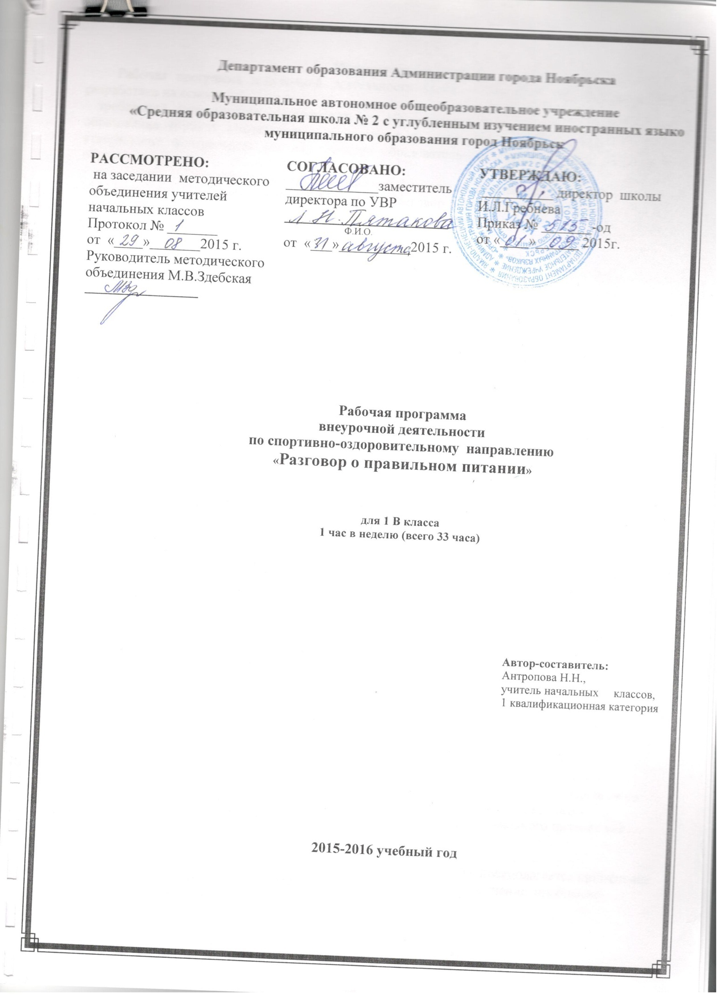 Департамент образования Администрации города Ноябрьска
Муниципальное автономное общеобразовательное учреждение
«Средняя образовательная школа № 2 с углубленным изучением иностранных языко
муниципального образования город Ноябрьск
РАССМОТРЕНО:
на заседании методического
объединения учителей
начальных классов
Протокол № 1
от «29» 08 2015 г.
Руководитель методического
объединения М.В.Здебская
СОГЛАСОВАНО:
заместитель
директора по УВР
Л.Н. Пятакова
Ф.И.О.
от «31» августа 2015 г.
УТВЕРЖДАЮ:
директор школы
И.Л.Гребнева
Приказ № 515 -од
от «01» 09 2015г.
Рабочая программа
внеурочной деятельности
по спортивно-оздоровительному направлению
«Разговор о правильном питании»
для 1 В класса
1 час в неделю (всего 33 часа)
Автор-составитель:
Антропова Н.Н.,
учитель начальных классов,
1 квалификационная категория
2015-2016 учебный год